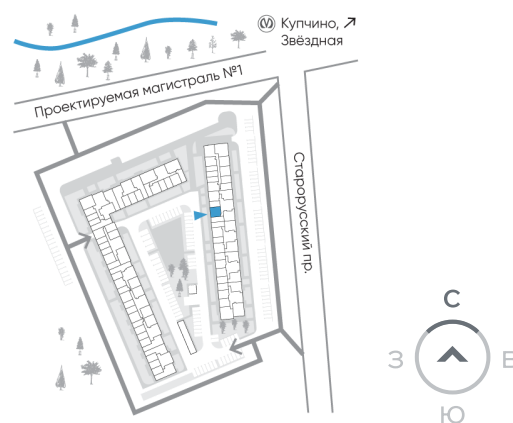 Купчино,
Звёздная
Проектируемая магистраль №1
Старорусский пр.
С
З
В
Ю